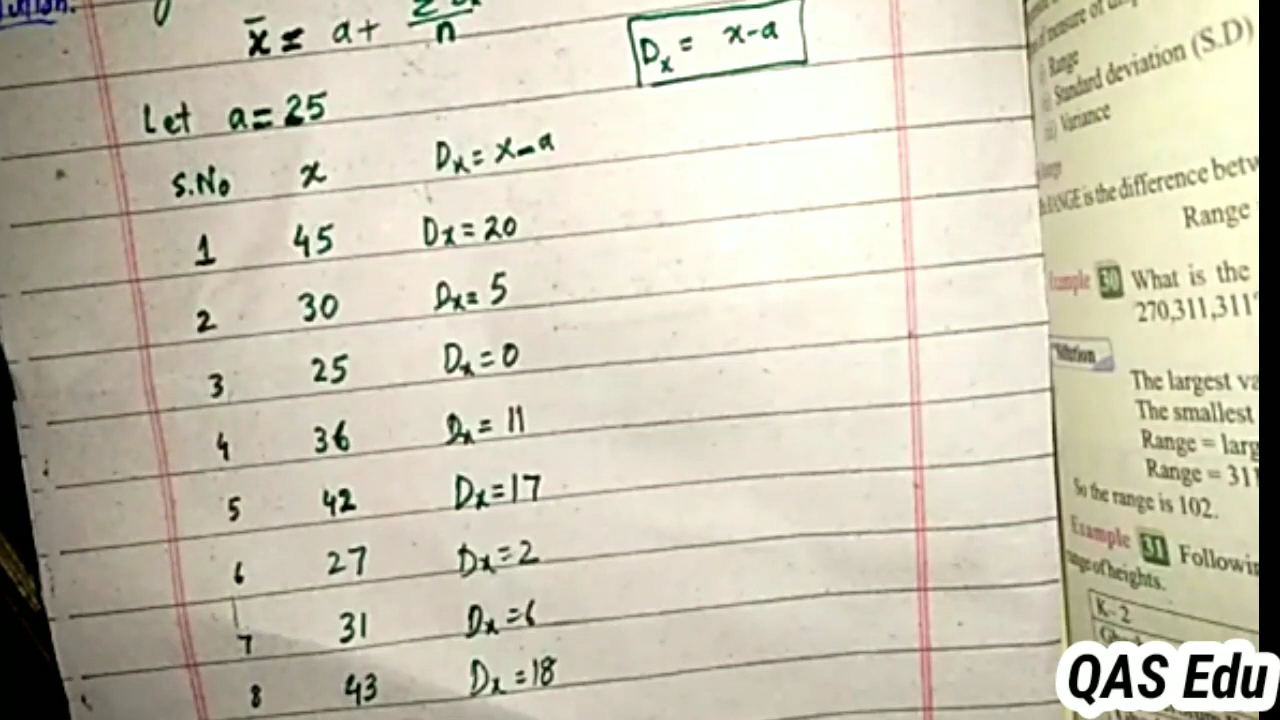 x̄ = a + n
Dx = x-a
Let a = 25
S.No x Dx = x-a
1 45 Dx = 20
2 30 Dx = 5
3 25 Dx = 0
4 36 Dx = 11
5 42 Dx = 17
6 27 Dx = 2
7 31 Dx = 6
8 43 Dx = 18
of measure of
Range
Standard deviation (S.D)
Variance
RANGE is the difference betw
Range
Example 30 What is the
270,311,311
The largest va
The smallest
Range = larg
Range = 311
So the range is 102.
Example 31 Followin
range of heights.
K-2
QAS Edu